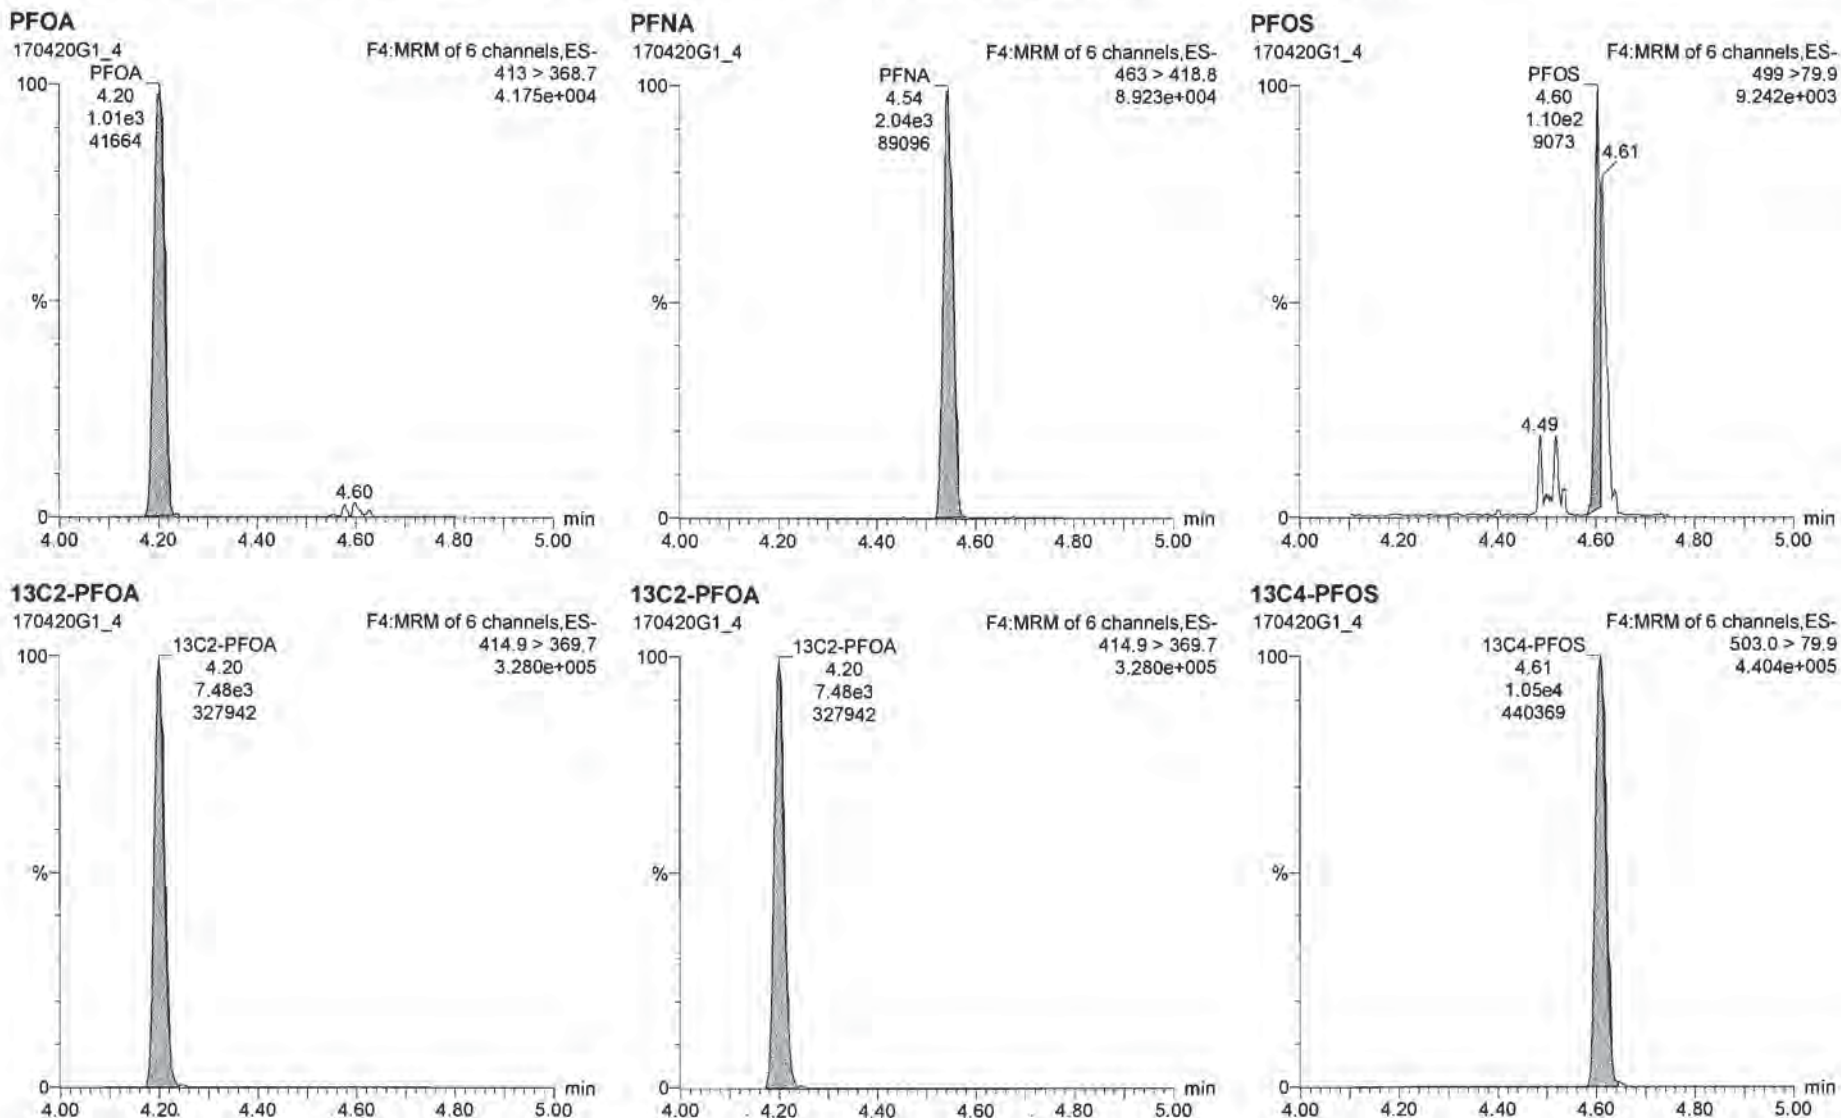 PFOA
170420G1_4
F4:MRM of 6 channels,ES-
413 > 368.7
4.175e+004
PFOA
4.20
1.01e3
41664
100
%
0
4.60
min
4.00 4.20 4.40 4.60 4.80 5.00
PFNA
170420G1_4
F4:MRM of 6 channels,ES-
463 > 418.8
8.923e+004
PFNA
4.54
2.04e3
89096
100
%
0
min
4.00 4.20 4.40 4.60 4.80 5.00
PFOS
170420G1_4
F4:MRM of 6 channels,ES-
499 >79.9
9.242e+003
PFOS
4.60
1.10e2
9073
4.61
4.49
100
%
0
min
4.00 4.20 4.40 4.60 4.80 5.00
13C2-PFOA
170420G1_4
F4:MRM of 6 channels,ES-
414.9 > 369.7
3.280e+005
13C2-PFOA
4.20
7.48e3
327942
100
%
0
min
4.00 4.20 4.40 4.60 4.80 5.00
13C2-PFOA
170420G1_4
F4:MRM of 6 channels,ES-
414.9 > 369.7
3.280e+005
13C2-PFOA
4.20
7.48e3
327942
100
%
0
min
4.00 4.20 4.40 4.60 4.80 5.00
13C4-PFOS
170420G1_4
F4:MRM of 6 channels,ES-
503.0 > 79.9
4.404e+005
13C4-PFOS
4.61
1.05e4
440369
100
%
0
min
4.00 4.20 4.40 4.60 4.80 5.00